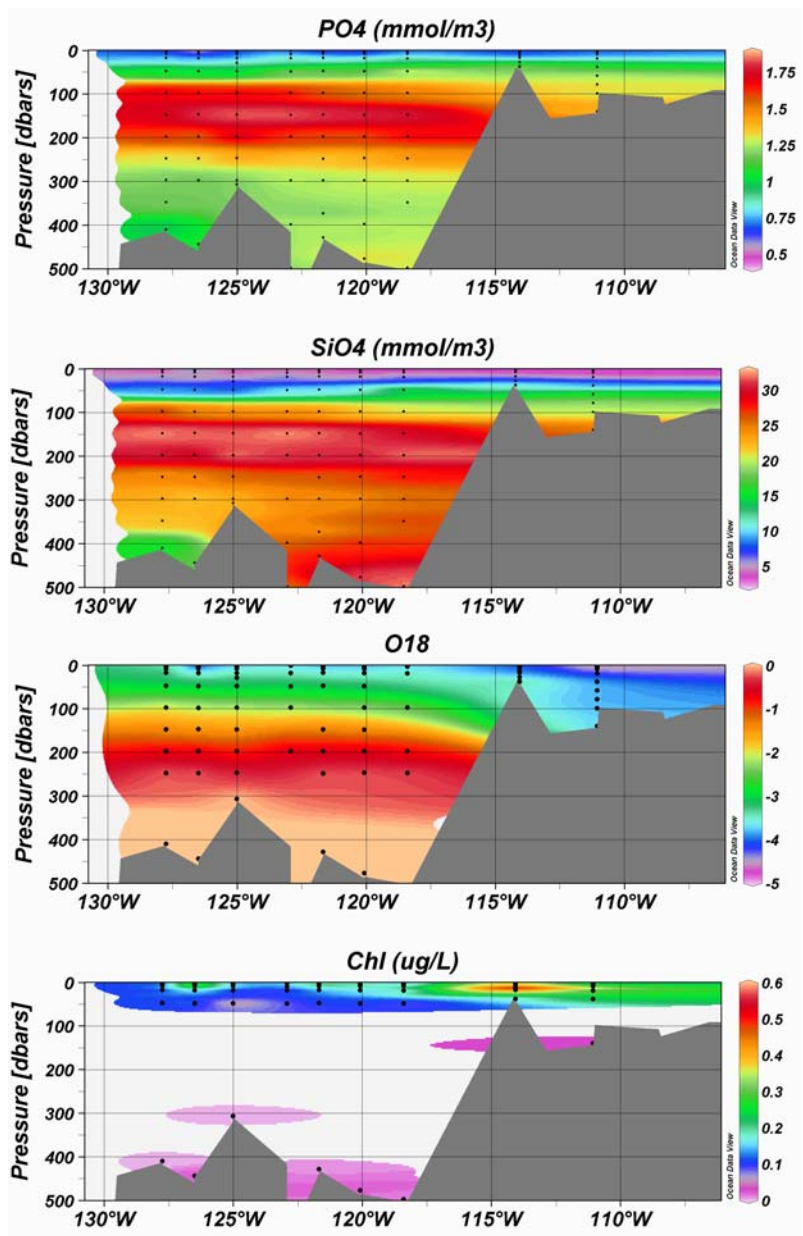 PO4 (mmol/m3)
Pressure [dbars]
0
100
200
300
400
500
130°W
125°W
120°W
115°W
110°W
1.75
1.5
1.25
1
0.75
0.5
Ocean Data View
SiO4 (mmol/m3)
Pressure [dbars]
0
100
200
300
400
500
130°W
125°W
120°W
115°W
110°W
30
25
20
15
10
5
Ocean Data View
O18
Pressure [dbars]
0
100
200
300
400
500
130°W
125°W
120°W
115°W
110°W
0
-1
-2
-3
-4
-5
Ocean Data View
Chl (ug/L)
Pressure [dbars]
0
100
200
300
400
500
130°W
125°W
120°W
115°W
110°W
0.6
0.5
0.4
0.3
0.2
0.1
0
Ocean Data View